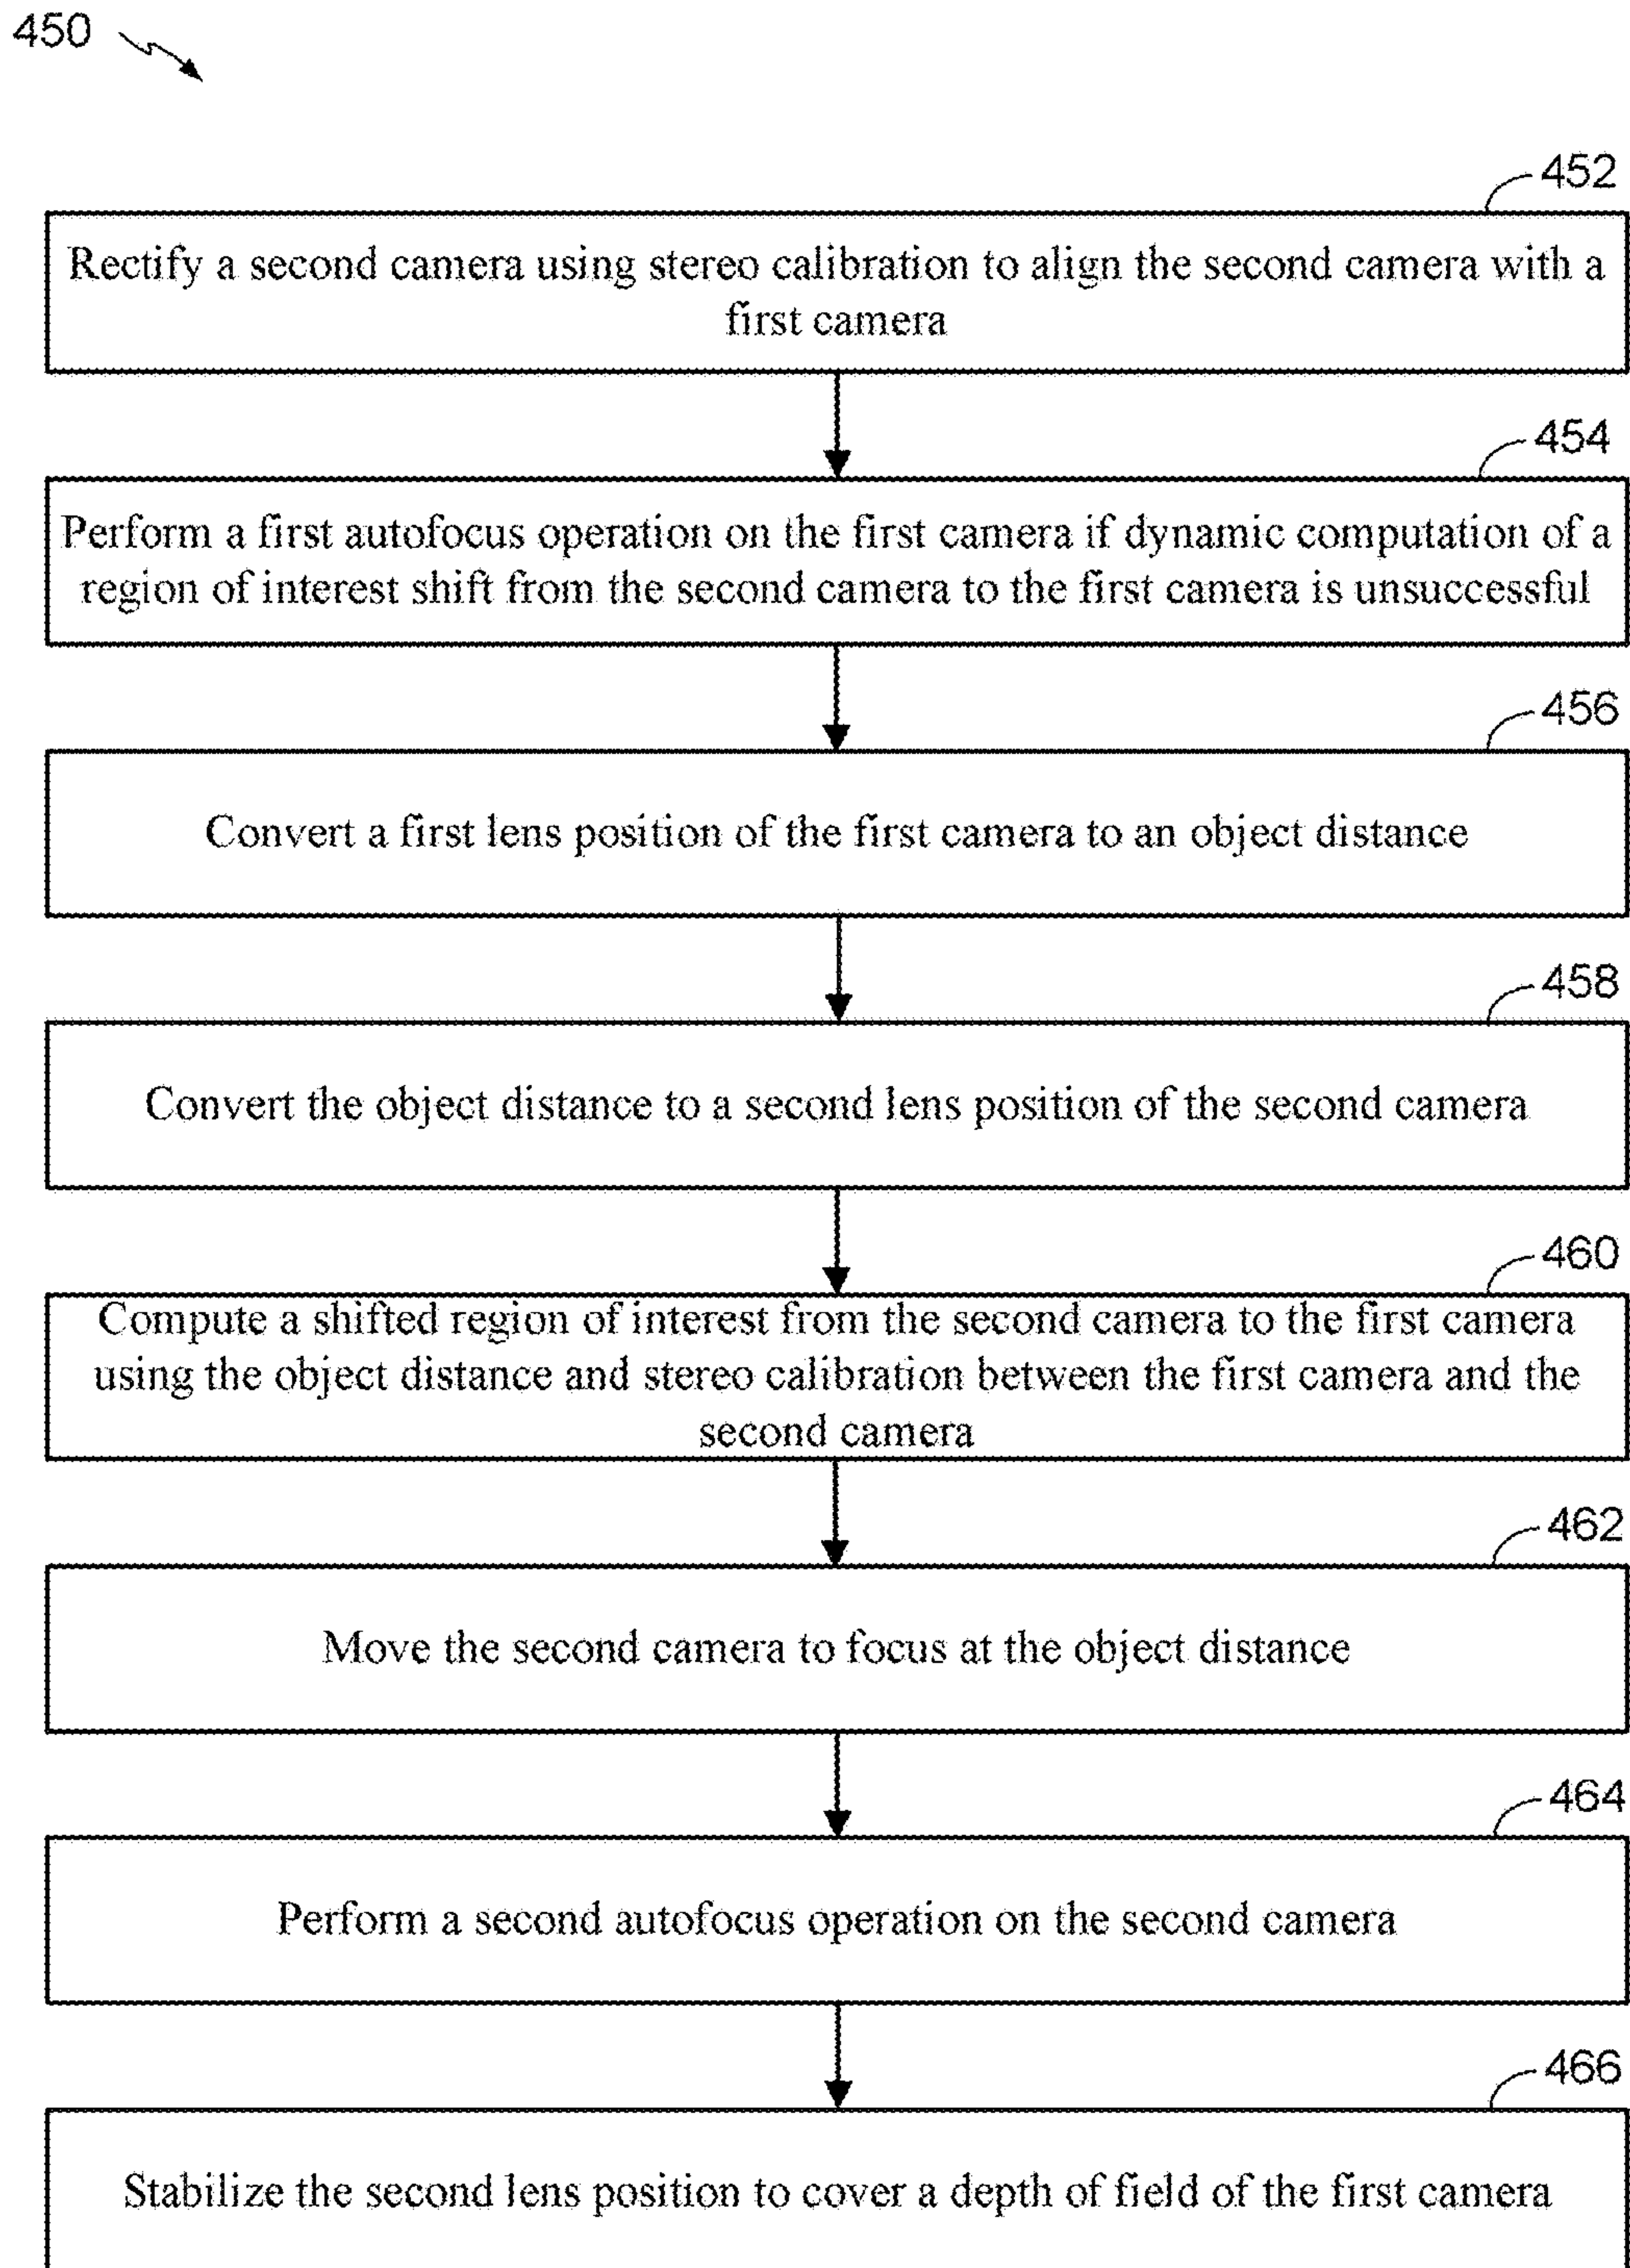 450
452
Rectify a second camera using stereo calibration to align the second camera with a
first camera
454
Perform a first autofocus operation on the first camera if dynamic computation of a
region of interest shift from the second camera to the first camera is unsuccessful
456
Convert a first lens position of the first camera to an object distance
458
Convert the object distance to a second lens position of the second camera
460
Compute a shifted region of interest from the second camera to the first camera
using the object distance and stereo calibration between the first camera and the
second camera
462
Move the second camera to focus at the object distance
464
Perform a second autofocus operation on the second camera
466
Stabilize the second lens position to cover a depth of field of the first camera